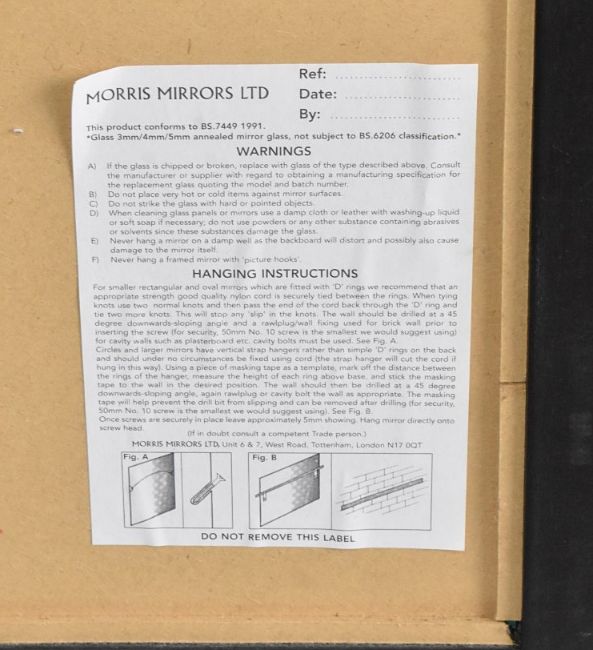 Ref: ........................
MORRIS MIRRORS LTD
Date: ........................
By: ........................
This product conforms to BS.7449 1991.
*Glass 3mm/4mm/5mm annealed mirror glass, not subject to BS.6206 classification.*
WARNINGS
A) If the glass is chipped or broken, replace with glass of the type described above. Consult
the manufacturer or supplier with regard to obtaining a manufacturing specification for
the replacement glass quoting the model and batch number.
B) Do not place very hot or cold items against mirror surfaces.
C) Do not strike the glass with hard or pointed objects.
D) When cleaning glass panels or mirrors use a damp cloth or leather with washing-up liquid
or soft soap if necessary; do not use powders or any other substance containing abrasives
or solvents since these substances damage the glass.
E) Never hang a mirror on a damp wall as the backboard will distort and possibly also cause
damage to the mirror itself.
F) Never hang a framed mirror with 'picture hooks'.
HANGING INSTRUCTIONS
For smaller rectangular and oval mirrors which are fitted with 'D' rings we recommend that an
appropriate strength good quality nylon cord is securely tied between the rings. When tying
knots use two normal knots and then pass the end of the cord back through the 'D' ring and
tie two more knots. This will stop any 'slip' in the knots. The wall should be drilled at a 45
degree downwards-sloping angle and a rawlplug/wall fixing used for brick wall prior to
inserting the screw (for security, 50mm No. 10 screw is the smallest we would suggest using)
for cavity walls such as plasterboard etc. cavity bolts must be used. See Fig. A.
Circles and larger mirrors have vertical strap hangers rather than simple 'D' rings on the back
and should under no circumstances be fixed using cord (the strap hanger will cut the cord if
hung in this way). Using a piece of masking tape as a template, mark off the distance between
the rings of the hanger, measure the height of each ring above base, and stick the masking
tape to the wall in the desired position. The wall should then be drilled at a 45 degree
downwards-sloping angle, again rawlplug or cavity bolt the wall as appropriate. The masking
tape will help prevent the drill bit from slipping and can be removed after drilling (for security,
50mm No. 10 screw is the smallest we would suggest using). See Fig. B.
Once screws are securely in place leave approximately 5mm showing. Hang mirror directly onto
screw head.
(If in doubt consult a competent Trade person.)
MORRIS MIRRORS LTD, Unit 6 & 7, West Road, Tottenham, London N17 0QT
Fig. A
Fig. B
DO NOT REMOVE THIS LABEL